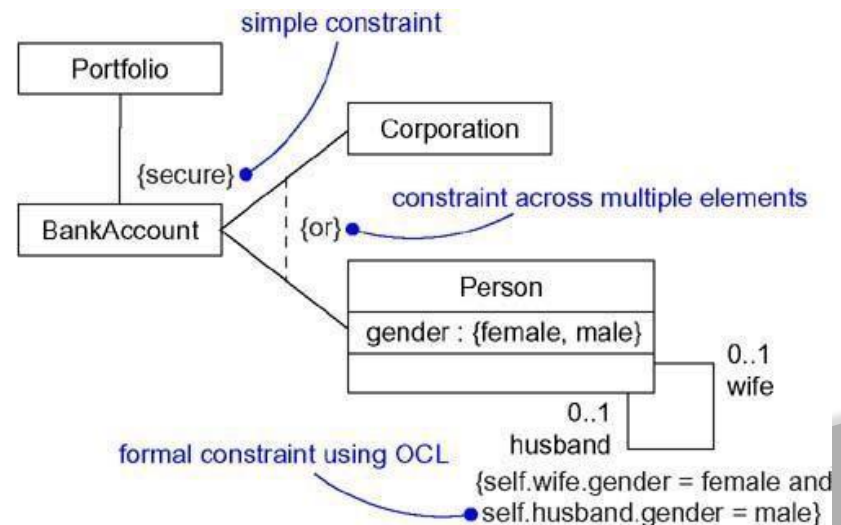 simple constraint
Portfolio
Corporation
{secure}
constraint across multiple elements
BankAccount
{or}
Person
gender : {female, male}
0..1
wife
0..1
husband
formal constraint using OCL
{self.wife.gender = female and
self.husband.gender = male}